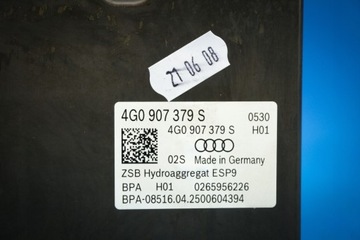 21 06 08
4G0 907 379 S 0530
4G0 907 379 S H01
02S Made in Germany
ZSB Hydroaggregat ESP9
BPA H01 0265956226
BPA-08516.04.2500604394